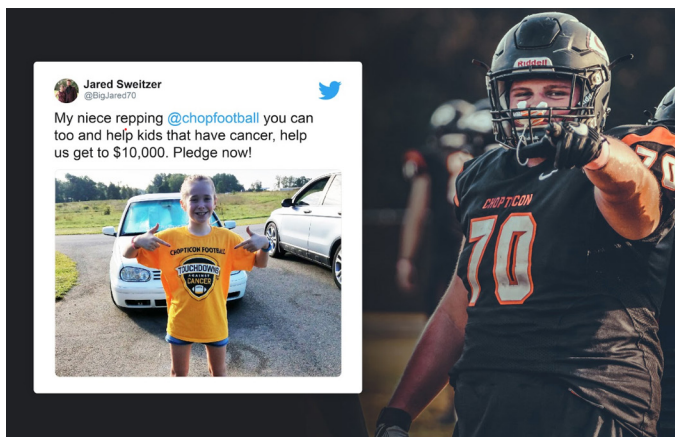 Jared Sweitzer
@BigJared70
My niece repping @chopfootball you can
too and help kids that have cancer, help
us get to $10,000. Pledge now!
CHOPTICON FOOTBALL
TOUCHDOWNS
AGAINST
CANCER
Riddell
CHOPTICON
70
70